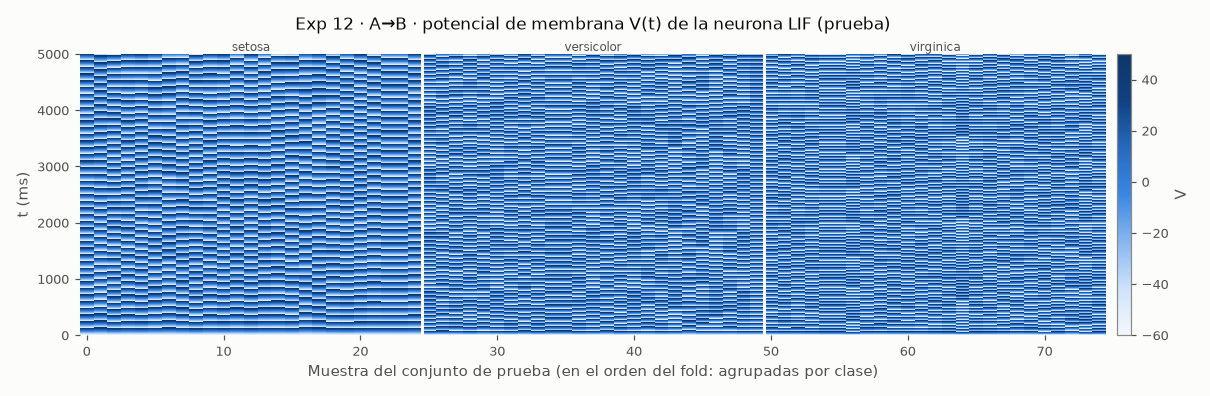 Exp 12 · A→B · potencial de membrana V(t) de la neurona LIF (prueba)
setosa versicolor virginica
5000
4000
3000
2000
1000
0
t (ms)
0 10 20 30 40 50 60 70
Muestra del conjunto de prueba (en el orden del fold: agrupadas por clase)
40
20
0
−20
−40
−60
V